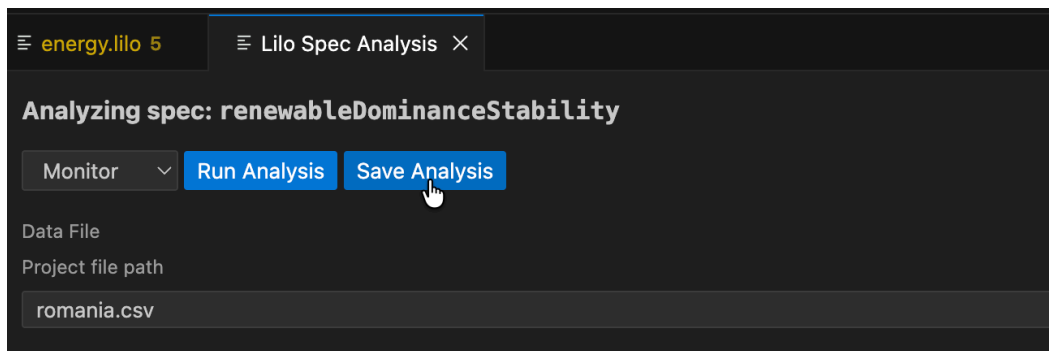 energy.lilo 5 Lilo Spec Analysis
Analyzing spec: renewableDominanceStability
Monitor Run Analysis Save Analysis
Data File
Project file path
romania.csv